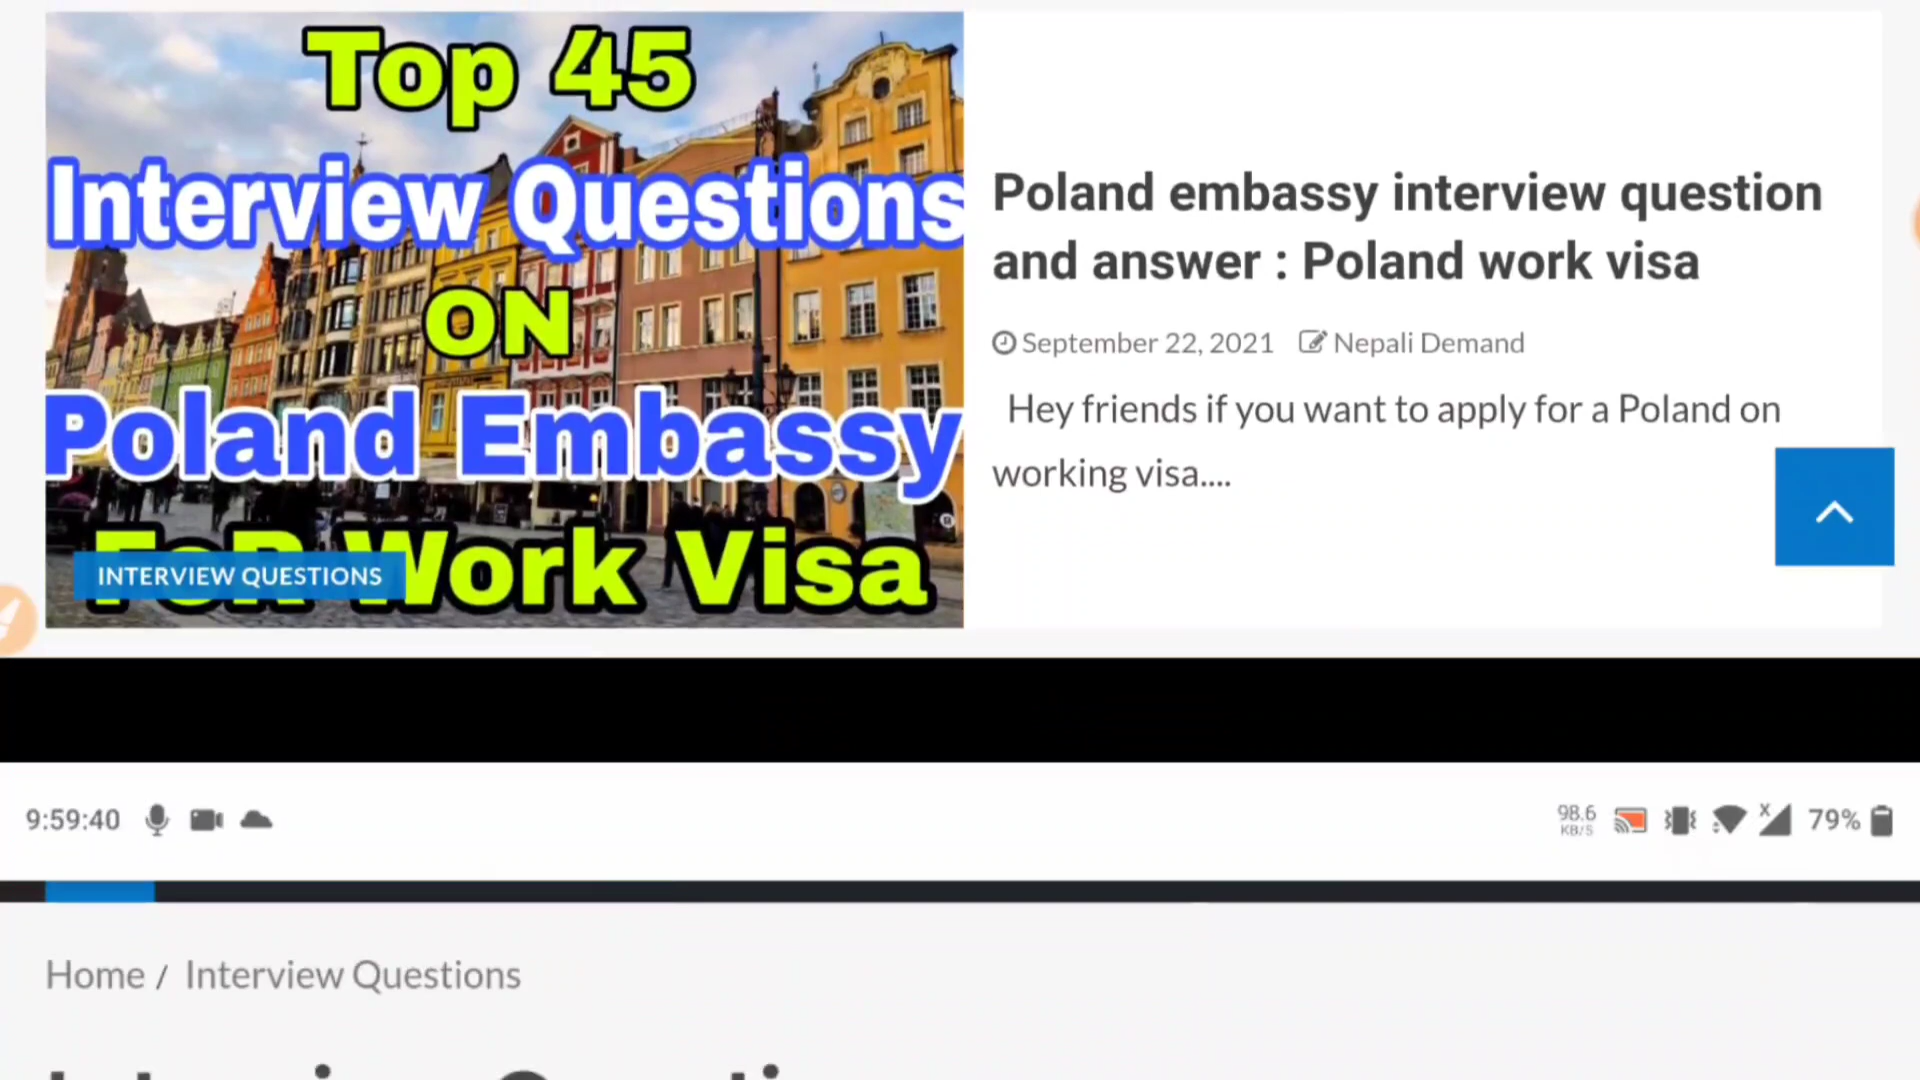 Top 45
Interview Questions
ON
Poland Embassy
FoR Work Visa
INTERVIEW QUESTIONS
Poland embassy interview question
and answer : Poland work visa
September 22, 2021 Nepali Demand
Hey friends if you want to apply for a Poland on
working visa....
9:59:40
98.6
KB/S
X
79%
Home / Interview Questions